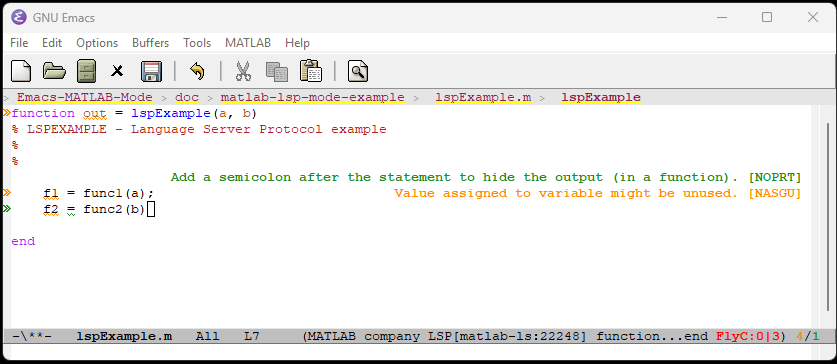 GNU Emacs
File Edit Options Buffers Tools MATLAB Help
> Emacs-MATLAB-Mode > doc > matlab-lsp-mode-example > lspExample.m > lspExample
»function out = lspExample(a, b)
% LSPEXAMPLE - Language Server Protocol example
%
%
Add a semicolon after the statement to hide the output (in a function). [NOPRT]
» f1 = func1(a); Value assigned to variable might be unused. [NASGU]
» f2 = func2(b)
end
-\**- lspExample.m All L7 (MATLAB company LSP[matlab-ls:22248] function...end FlyC:0|3) 4/1